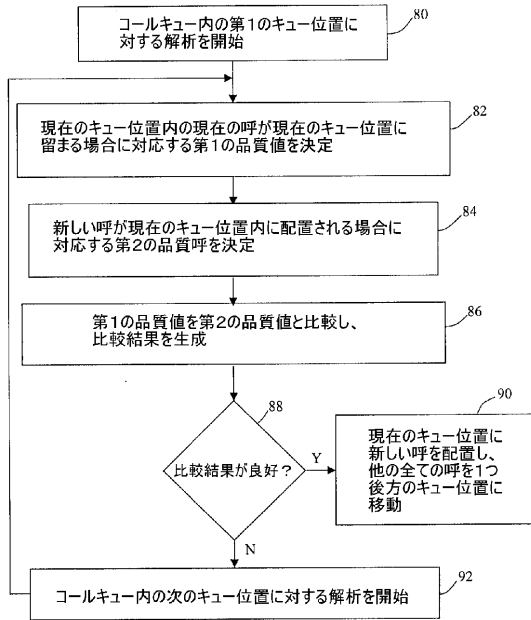 コールキュー内の第1のキュー位置に
対する解析を開始
80
現在のキュー位置内の現在の呼が現在のキュー位置に
留まる場合に対応する第1の品質値を決定
82
新しい呼が現在のキュー位置内に配置される場合に
対応する第2の品質呼を決定
84
第1の品質値を第2の品質値と比較し、
比較結果を生成
86
88
比較結果が良好?
Y
N
90
現在のキュー位置に
新しい呼を配置し、
他の全ての呼を1つ
後方のキュー位置に
移動
コールキュー内の次のキュー位置に対する解析を開始
92